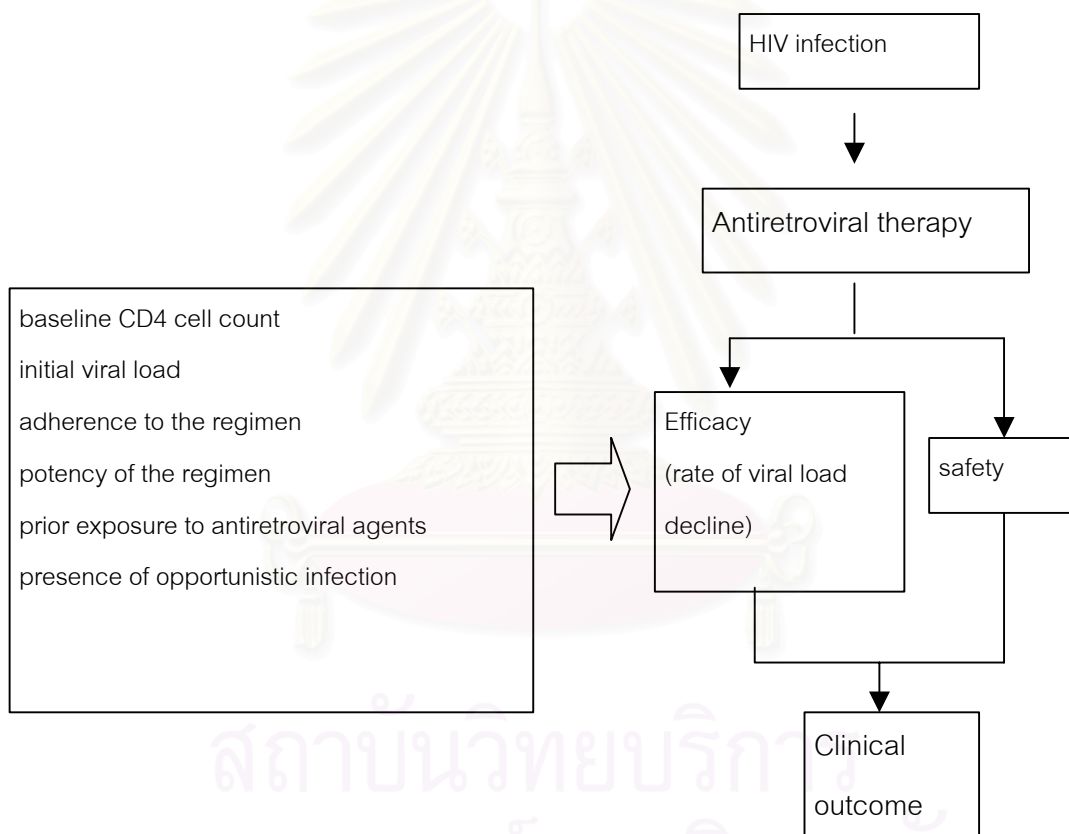 HIV infection
Antiretroviral therapy
baseline CD4 cell count
initial viral load
adherence to the regimen
potency of the regimen
prior exposure to antiretroviral agents
presence of opportunistic infection
Efficacy
(rate of viral load
decline)
safety
Clinical
outcome
สถาบันวิทยบริการ